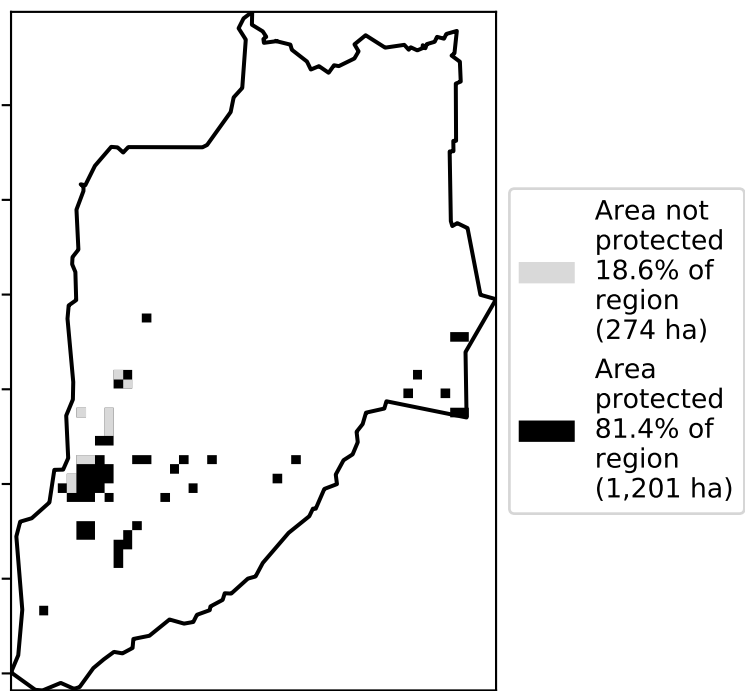 Area not
protected
18.6% of
region
(274 ha)
Area
protected
81.4% of
region
(1,201 ha)